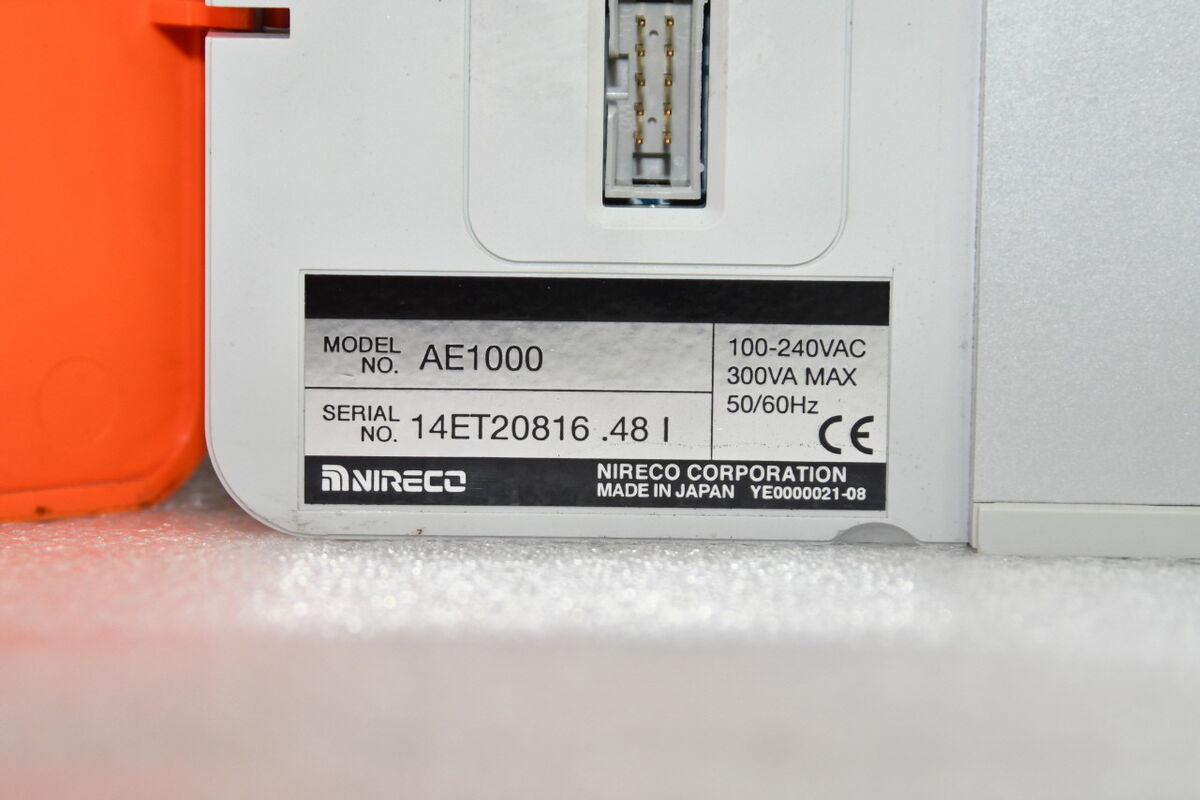 MODEL NO. AE1000
100-240VAC
300VA MAX
50/60Hz
CE
SERIAL NO. 14ET20816 .48 I
NIRECO
NIRECO CORPORATION
MADE IN JAPAN YE0000021-08